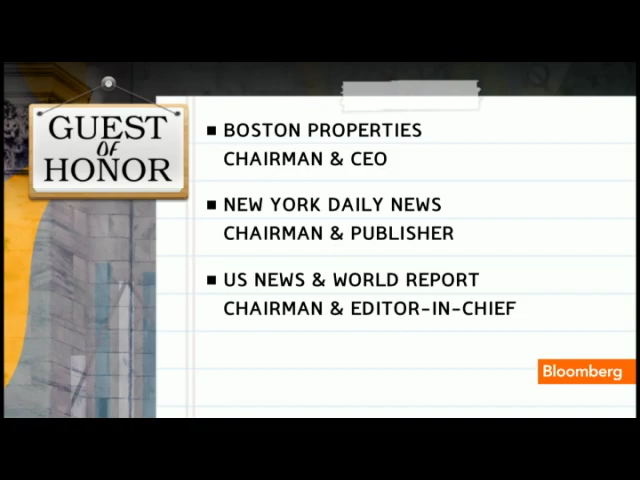 GUEST
OF
HONOR
BOSTON PROPERTIES
CHAIRMAN & CEO
NEW YORK DAILY NEWS
CHAIRMAN & PUBLISHER
US NEWS & WORLD REPORT
CHAIRMAN & EDITOR-IN-CHIEF
Bloomberg